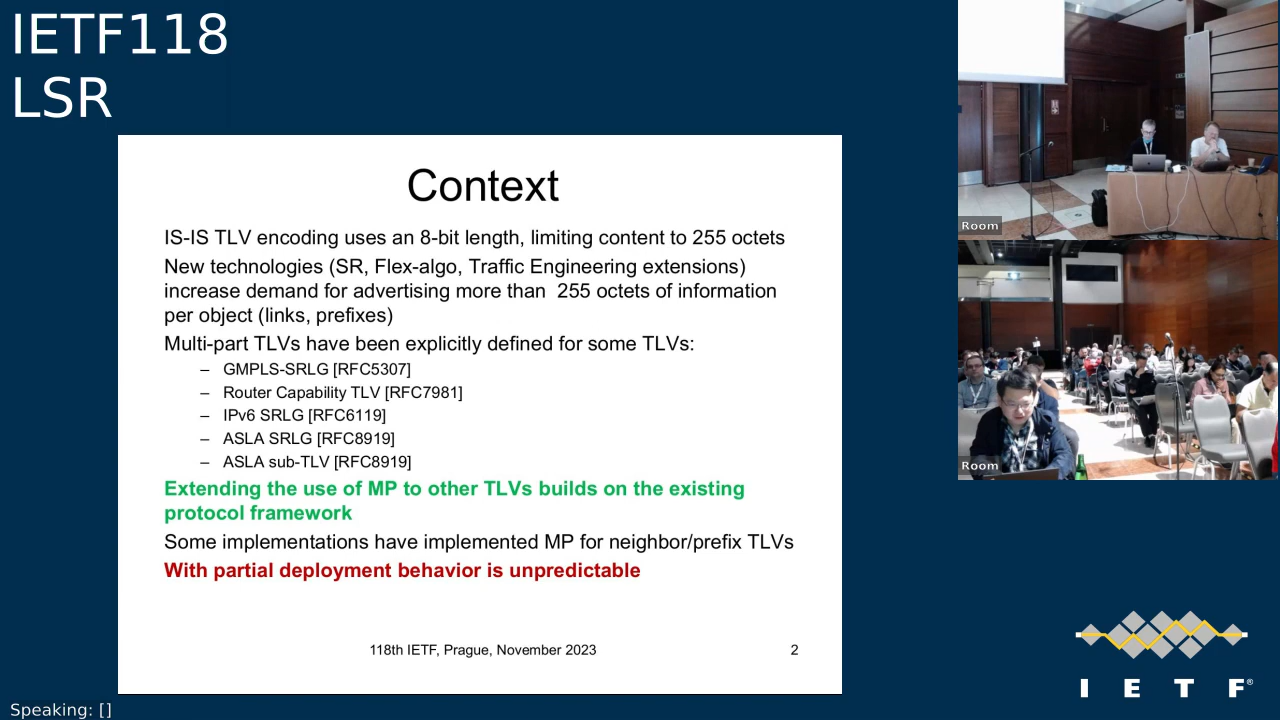 IETF118
LSR
Context
IS-IS TLV encoding uses an 8-bit length, limiting content to 255 octets
New technologies (SR, Flex-algo, Traffic Engineering extensions)
increase demand for advertising more than 255 octets of information
per object (links, prefixes)
Multi-part TLVs have been explicitly defined for some TLVs:
– GMPLS-SRLG [RFC5307]
– Router Capability TLV [RFC7981]
– IPv6 SRLG [RFC6119]
– ASLA SRLG [RFC8919]
– ASLA sub-TLV [RFC8919]
Extending the use of MP to other TLVs builds on the existing
protocol framework
Some implementations have implemented MP for neighbor/prefix TLVs
With partial deployment behavior is unpredictable
118th IETF, Prague, November 2023 2
Room
Room
I E T F®
Speaking: []